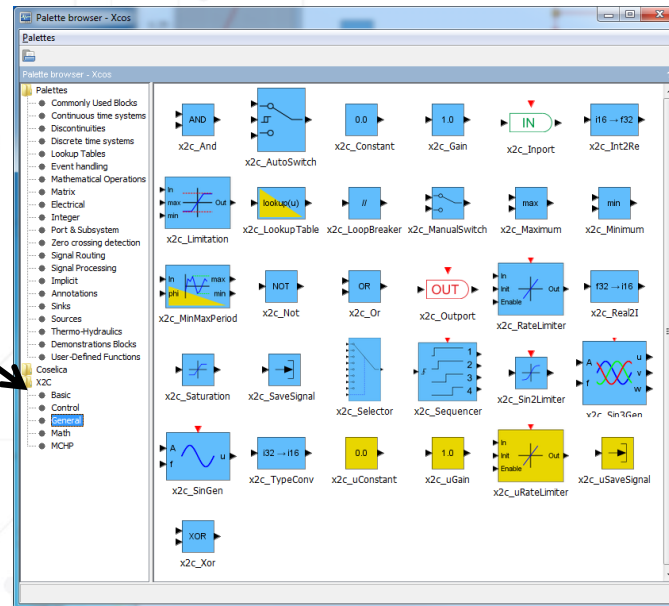 Palette browser - Xcos
Palettes
Palette browser - Xcos
Palettes
Commonly Used Blocks
Continuous time systems
Discontinuities
Discrete time systems
Lookup Tables
Event handling
Mathematical Operations
Matrix
Electrical
Integer
Port & Subsystem
Zero crossing detection
Signal Routing
Signal Processing
Implicit
Annotations
Sinks
Sources
Thermo-Hydraulics
Demonstrations Blocks
User-Defined Functions
Coselica
X2C
Basic
Control
General
Math
MCHP
AND
0.0
1.0
IN
i16 → f32
x2c_And
x2c_AutoSwitch
x2c_Constant
x2c_Gain
x2c_Inport
x2c_Int2Re
In
max
min
Out
lookup(u)
//
max
min
x2c_Limitation
x2c_LookupTable
x2c_LoopBreaker
x2c_ManualSwitch
x2c_Maximum
x2c_Minimum
In
phi
max
min
NOT
OR
OUT
In
Init
Enable
Out
f32 → i16
x2c_MinMaxPeriod
x2c_Not
x2c_Or
x2c_Outport
x2c_RateLimiter
x2c_Real2I
1
2
3
4
A
f
u
v
w
x2c_Saturation
x2c_SaveSignal
x2c_Selector
x2c_Sequencer
x2c_Sin2Limiter
x2c_Sin3Gen
A
f
u
i32 → i16
0.0
1.0
In
Init
Enable
Out
x2c_SinGen
x2c_TypeConv
x2c_uConstant
x2c_uGain
x2c_uRateLimiter
x2c_uSaveSignal
XOR
x2c_Xor